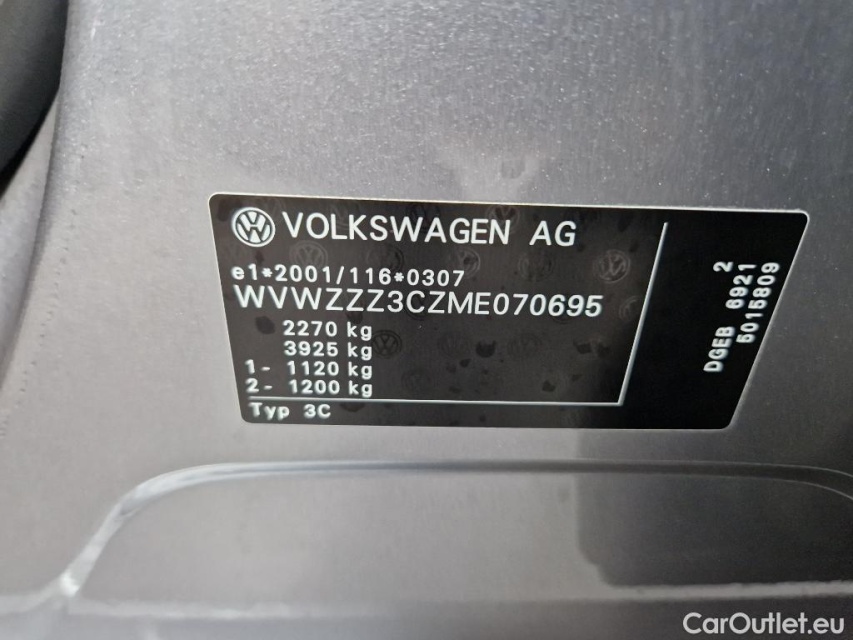 VOLKSWAGEN AG
e1*2001/116*0307
WVWZZZ3CZME070695
2270 kg
3925 kg
1- 1120 kg
2- 1200 kg
Typ 3C
2
DGEB 6921
5015809
CarOutlet.eu